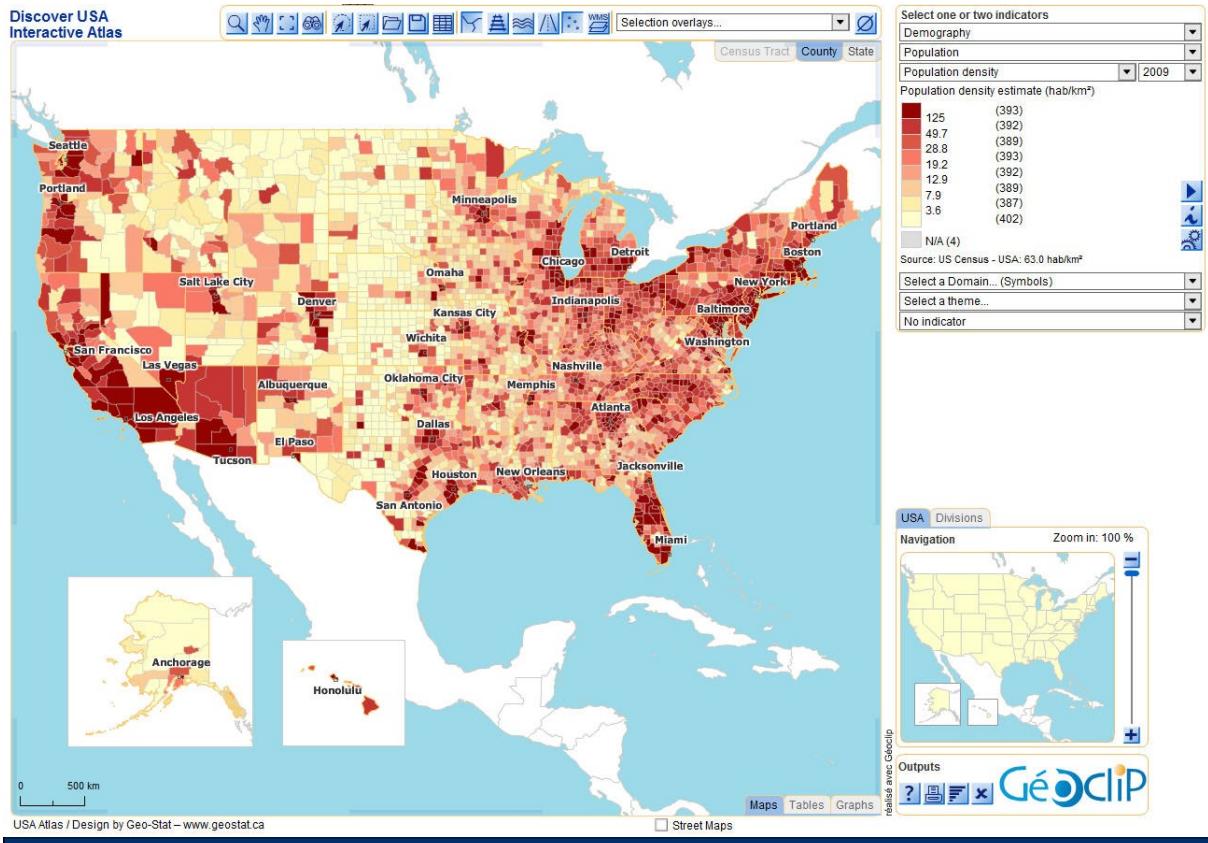 Discover USA
Interactive Atlas
WMS
Selection overlays...
Census Tract County State
Seattle
Portland
Minneapolis
Portland
Boston
Detroit
Chicago
New York
Omaha
Salt Lake City
Denver
Indianapolis
Baltimore
Kansas City
Washington
San Francisco
Wichita
Las Vegas
Nashville
Albuquerque
Oklahoma City
Memphis
Los Angeles
Atlanta
Dallas
El Paso
Tucson
Houston
New Orleans
Jacksonville
San Antonio
Miami
Anchorage
Honolulu
0 500 km
Maps Tables Graphs
réalisé avec Géoclip
USA Atlas / Design by Geo-Stat – www.geostat.ca
Street Maps
Select one or two indicators
Demography
Population
Population density 2009
Population density estimate (hab/km²)
125 (393)
49.7 (392)
28.8 (389)
19.2 (393)
12.9 (392)
7.9 (389)
3.6 (387)
(402)
N/A (4)
Source: US Census - USA: 63.0 hab/km²
Select a Domain... (Symbols)
Select a theme...
No indicator
USA Divisions
Navigation Zoom in: 100 %
Outputs
?
GéocliP